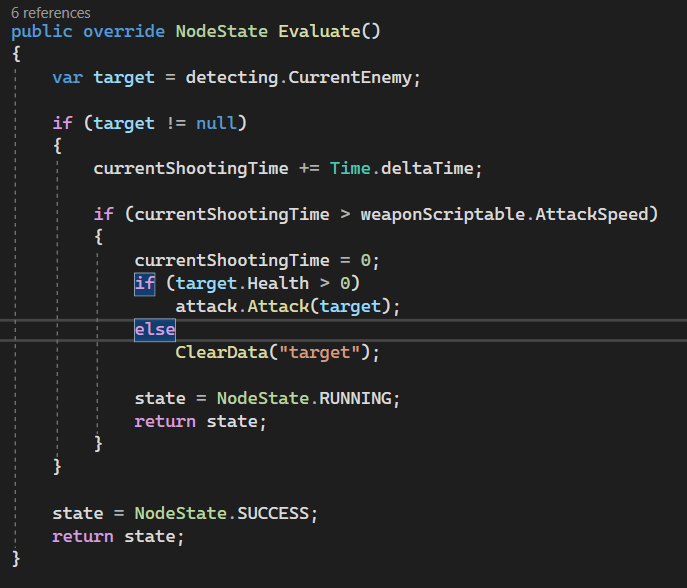 6 references
public override NodeState Evaluate()
{
    var target = detecting.CurrentEnemy;

    if (target != null)
    {
        currentShootingTime += Time.deltaTime;

        if (currentShootingTime > weaponScriptable.AttackSpeed)
        {
            currentShootingTime = 0;
            if (target.Health > 0)
                attack.Attack(target);
            else
                ClearData("target");

            state = NodeState.RUNNING;
            return state;
        }
    }

    state = NodeState.SUCCESS;
    return state;
}